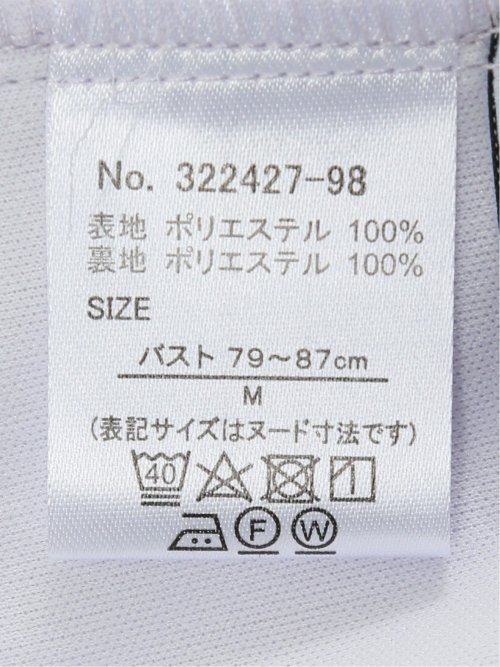 No. 322427-98
表地 ポリエステル 100%
裏地 ポリエステル 100%
SIZE
バスト 79～87cm
M
(表記サイズはヌード寸法です)
40
F W